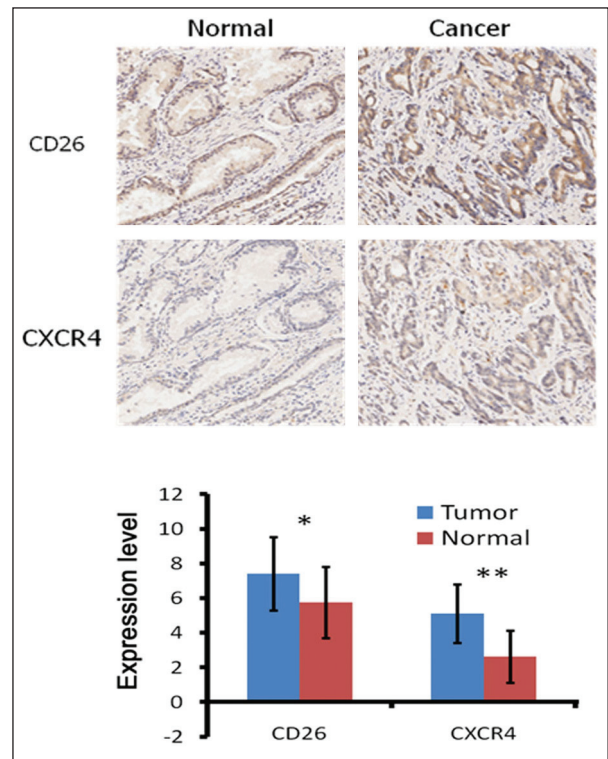 Normal Cancer
CD26
CXCR4
12
10
8
6
4
2
0
-2
Expression level
* **
Tumor
Normal
CD26 CXCR4